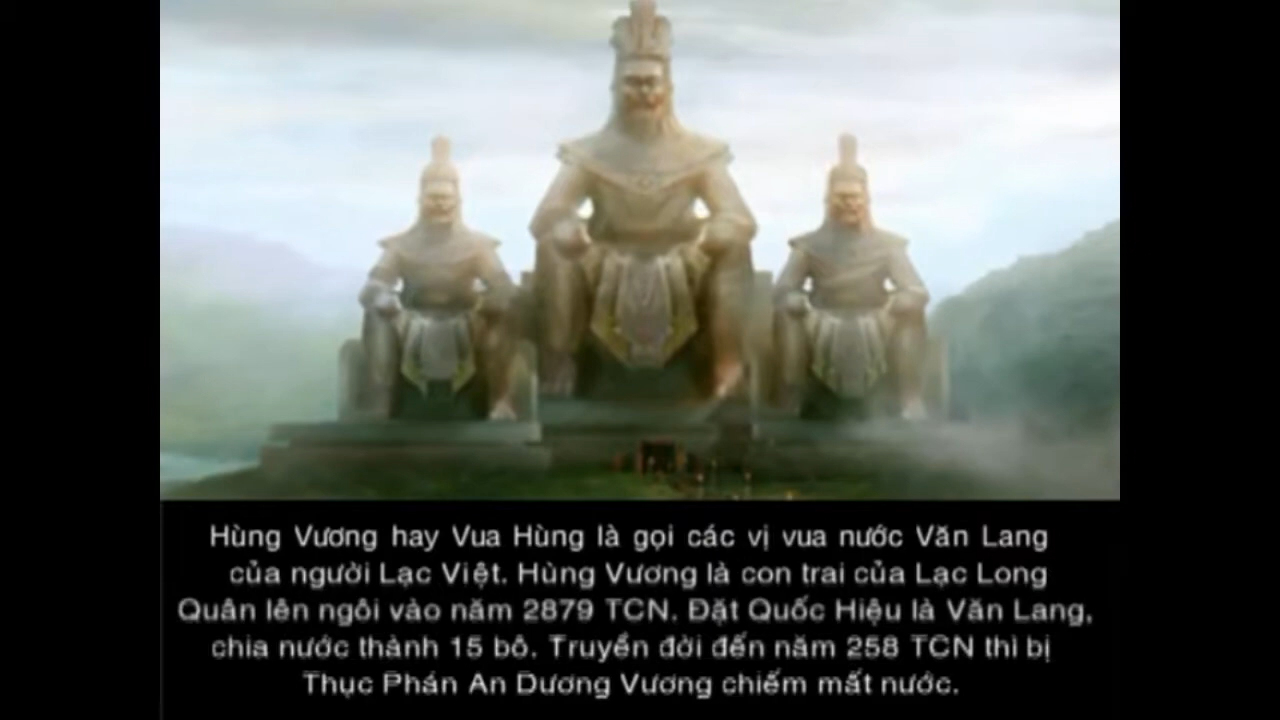 Hùng Vương hay Vua Hùng là gọi các vị vua nước Văn Lang
của người Lạc Việt. Hùng Vương là con trai của Lạc Long
Quân lên ngôi vào năm 2879 TCN. Đặt Quốc Hiệu là Văn Lang,
chia nước thành 15 bô. Truyền đời đến năm 258 TCN thì bị
Thục Phán An Dương Vương chiếm mất nước.